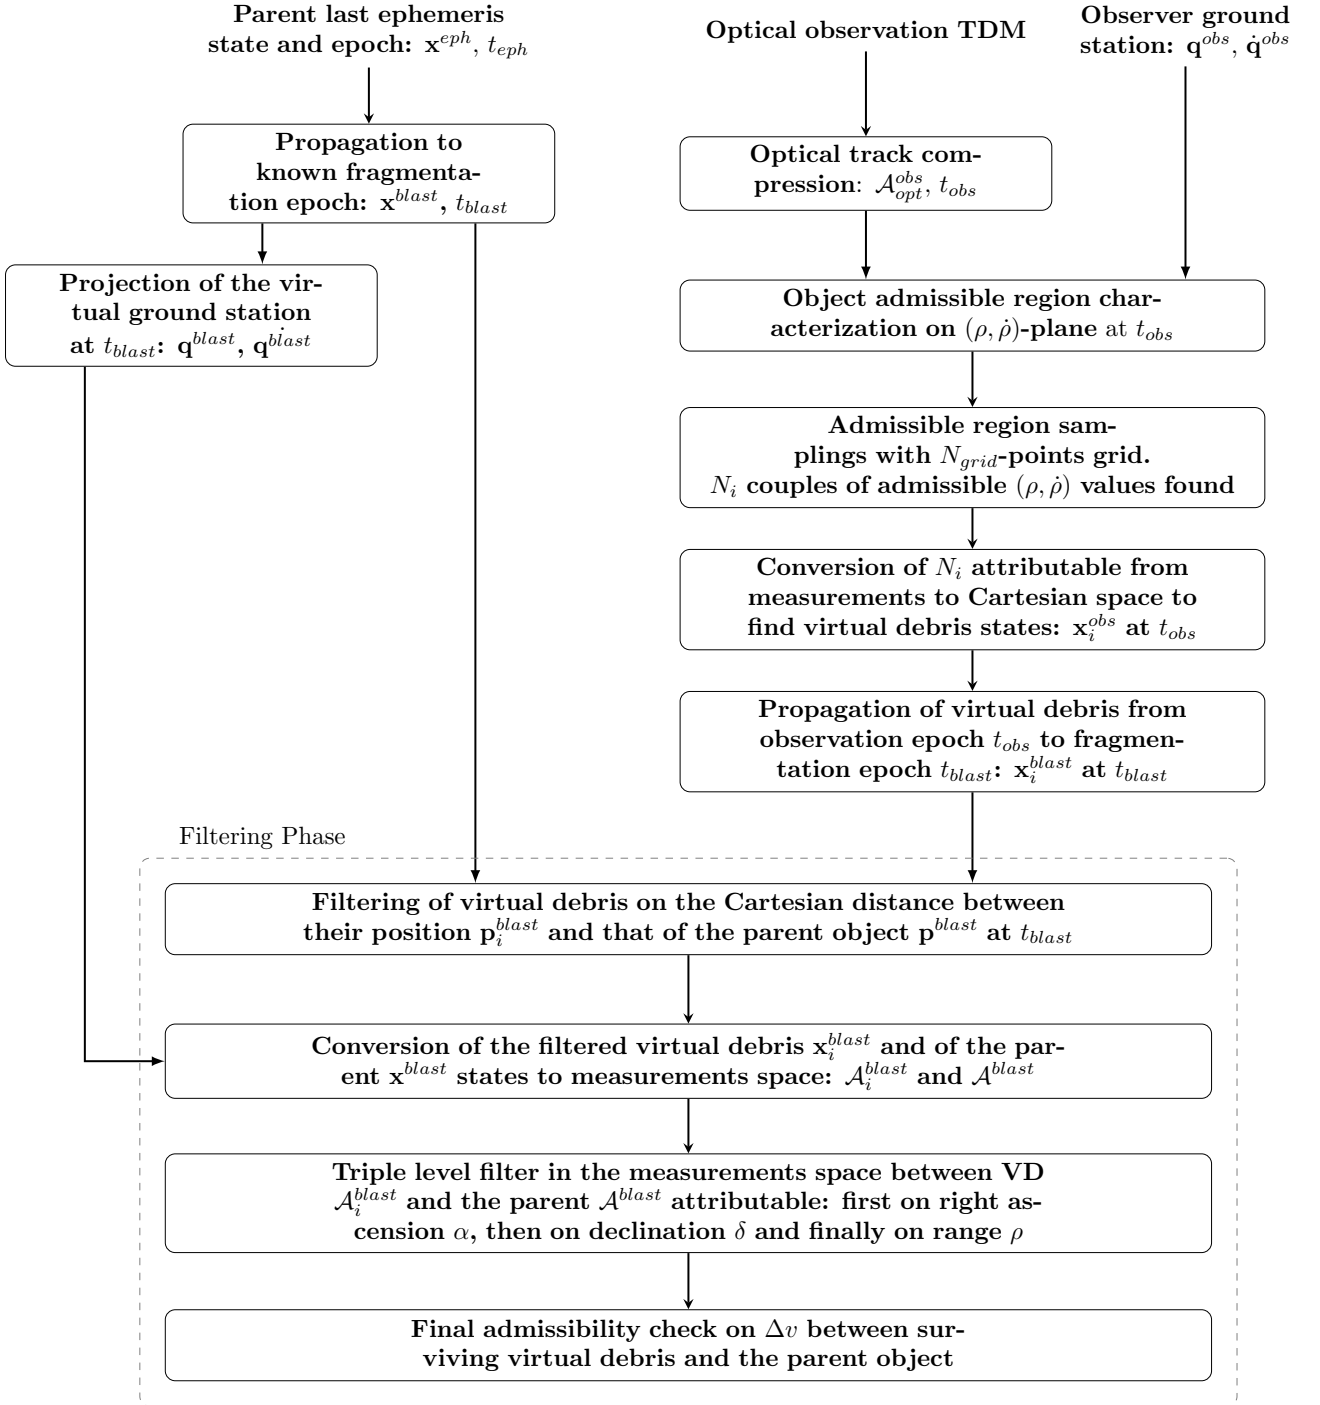 Parent last ephemeris
state and epoch: x^{eph}, t_{eph}
Optical observation TDM
Observer ground
station: q^{obs}, q̇^{obs}
Propagation to
known fragmenta-
tion epoch: x^{blast}, t_{blast}
Optical track com-
pression: 𝒜_{opt}^{obs}, t_{obs}
Projection of the vir-
tual ground station
at t_{blast}: q^{blast}, \dot{q^{blast}}
Object admissible region char-
acterization on (ρ, ρ̇)-plane at t_{obs}
Admissible region sam-
plings with N_{grid}-points grid.
N_i couples of admissible (ρ, ρ̇) values found
Conversion of N_i attributable from
measurements to Cartesian space to
find virtual debris states: x_i^{obs} at t_{obs}
Propagation of virtual debris from
observation epoch t_{obs} to fragmen-
tation epoch t_{blast}: x_i^{blast} at t_{blast}
Filtering Phase
Filtering of virtual debris on the Cartesian distance between
their position p_i^{blast} and that of the parent object p^{blast} at t_{blast}
Conversion of the filtered virtual debris x_i^{blast} and of the par-
ent x^{blast} states to measurements space: 𝒜_i^{blast} and 𝒜^{blast}
Triple level filter in the measurements space between VD
𝒜_i^{blast} and the parent 𝒜^{blast} attributable: first on right as-
cension α, then on declination δ and finally on range ρ
Final admissibility check on Δv between sur-
viving virtual debris and the parent object